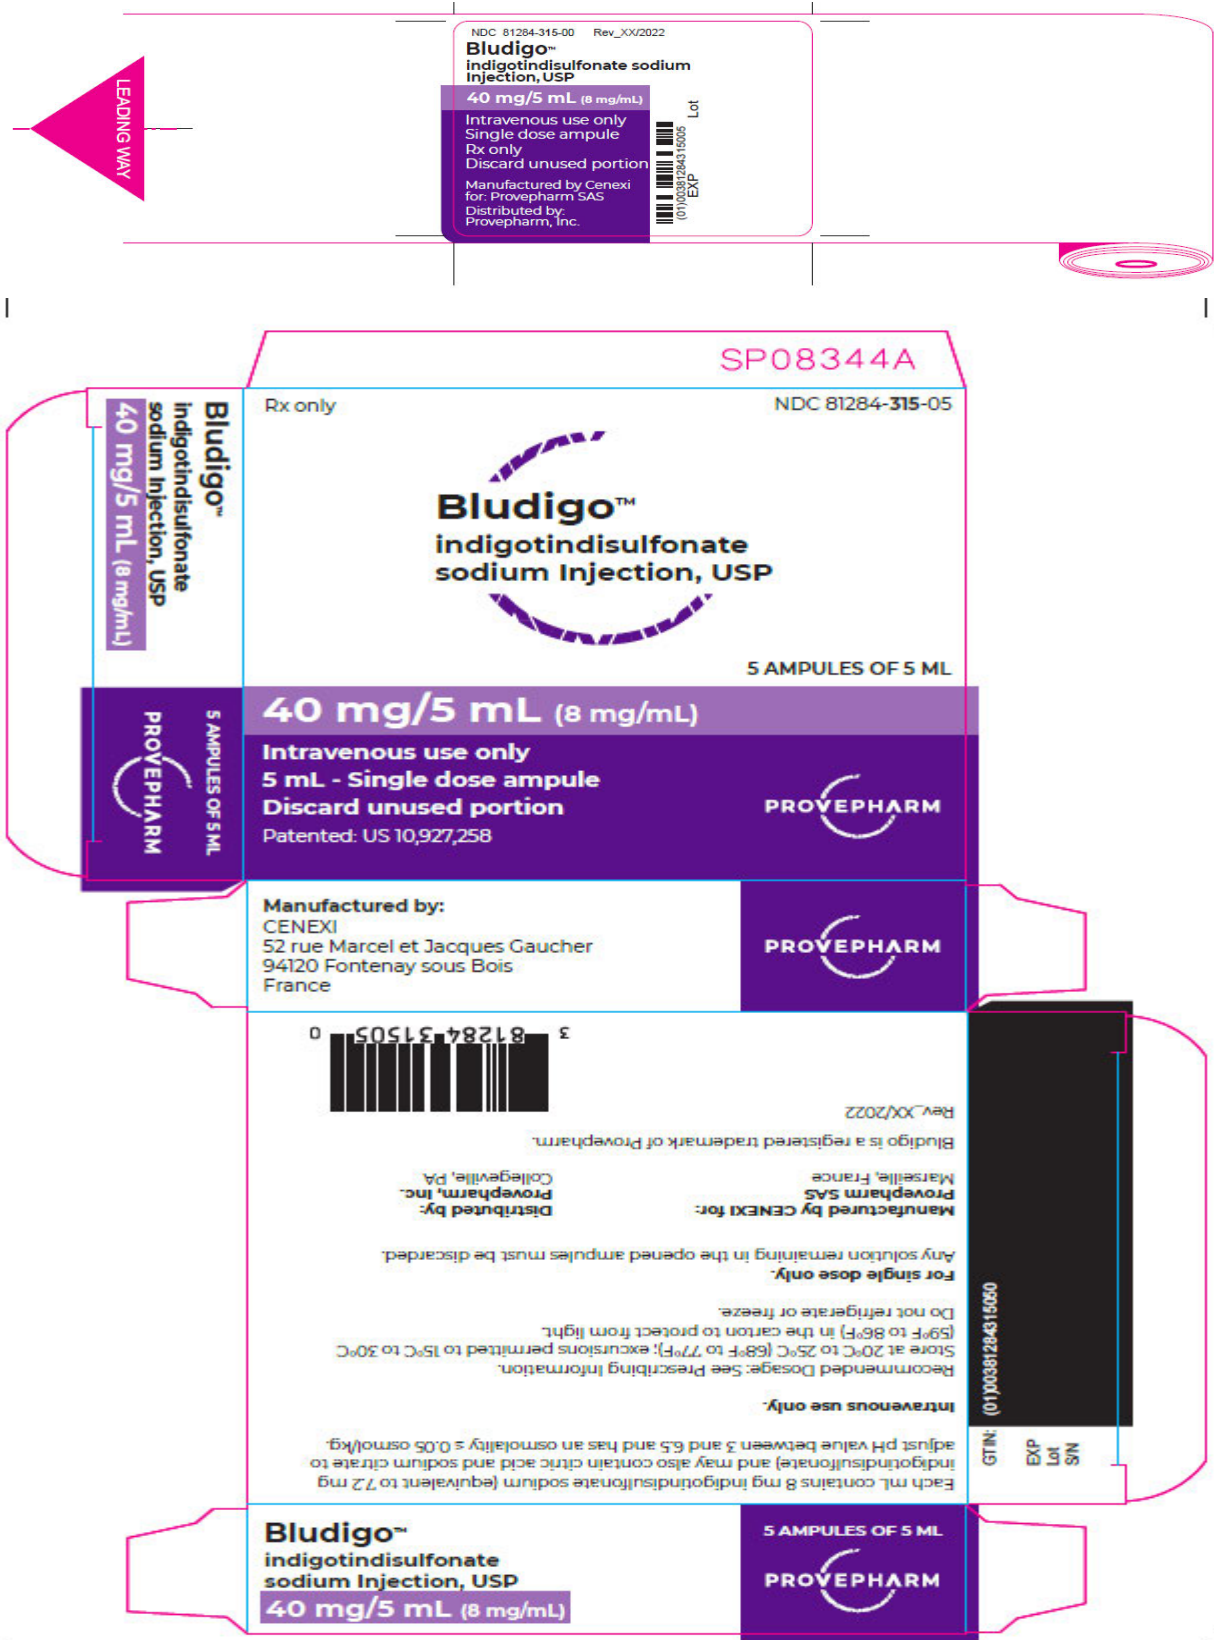 LEADING WAY
NDC 81284-315-00 Rev_XX/2022
Bludigo™
indigotindisulfonate sodium
Injection, USP
40 mg/5 mL (8 mg/mL)
Intravenous use only
Single dose ampule
Rx only
Discard unused portion
Manufactured by Cenexi
for: Provepharm SAS
Distributed by:
Provepharm, Inc.
(01)00381284315005
EXP
Lot
SP08344A
Bludigo™
indigotindisulfonate
sodium Injection, USP
40 mg/5 mL (8 mg/mL)
5 AMPULES OF 5 ML
PROVEPHARM
Rx only
NDC 81284-315-05
Bludigo™
indigotindisulfonate
sodium Injection, USP
5 AMPULES OF 5 ML
40 mg/5 mL (8 mg/mL)
Intravenous use only
5 mL - Single dose ampule
Discard unused portion
Patented: US 10,927,258
PROVEPHARM
Manufactured by:
CENEXI
52 rue Marcel et Jacques Gaucher
94120 Fontenay sous Bois
France
PROVEPHARM
Each mL contains 8 mg indigotindisulfonate sodium (equivalent to 7.2 mg
indigotindisulfonate) and may also contain citric acid and sodium citrate to
adjust pH value between 3 and 6.5 and has an osmolality ≤ 0.05 osmol/kg.
Intravenous use only.
Recommended Dosage: See Prescribing Information.
Store at 20°C to 25°C (68°F to 77°F); excursions permitted to 15°C to 30°C
(59°F to 86°F) in the carton to protect from light.
Do not refrigerate or freeze.
For single dose only.
Any solution remaining in the opened ampules must be discarded.
Manufactured by CENEXI for:
Provepharm SAS
Marseille, France
Distributed by:
Provepharm, Inc.
Collegeville, PA
Bludigo is a registered trademark of Provepharm.
Rev_XX/2022
3 81284 31505 0
GTIN: (01)00381284315050
EXP
Lot
S/N
Bludigo™
indigotindisulfonate
sodium Injection, USP
40 mg/5 mL (8 mg/mL)
5 AMPULES OF 5 ML
PROVEPHARM